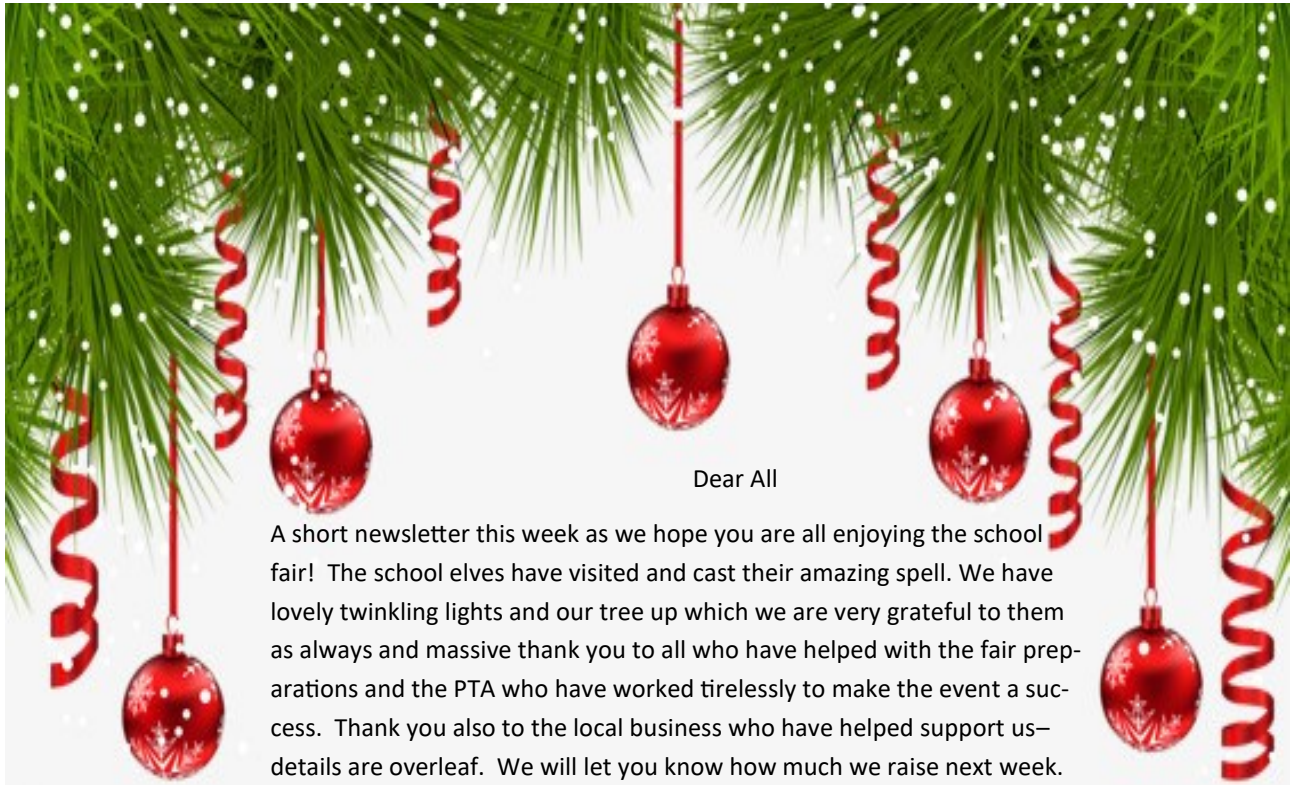 Dear All
A short newsletter this week as we hope you are all enjoying the school
fair!  The school elves have visited and cast their amazing spell. We have
lovely twinkling lights and our tree up which we are very grateful to them
as always and massive thank you to all who have helped with the fair prep-
arations and the PTA who have worked tirelessly to make the event a suc-
cess.  Thank you also to the local business who have helped support us–
details are overleaf.  We will let you know how much we raise next week.